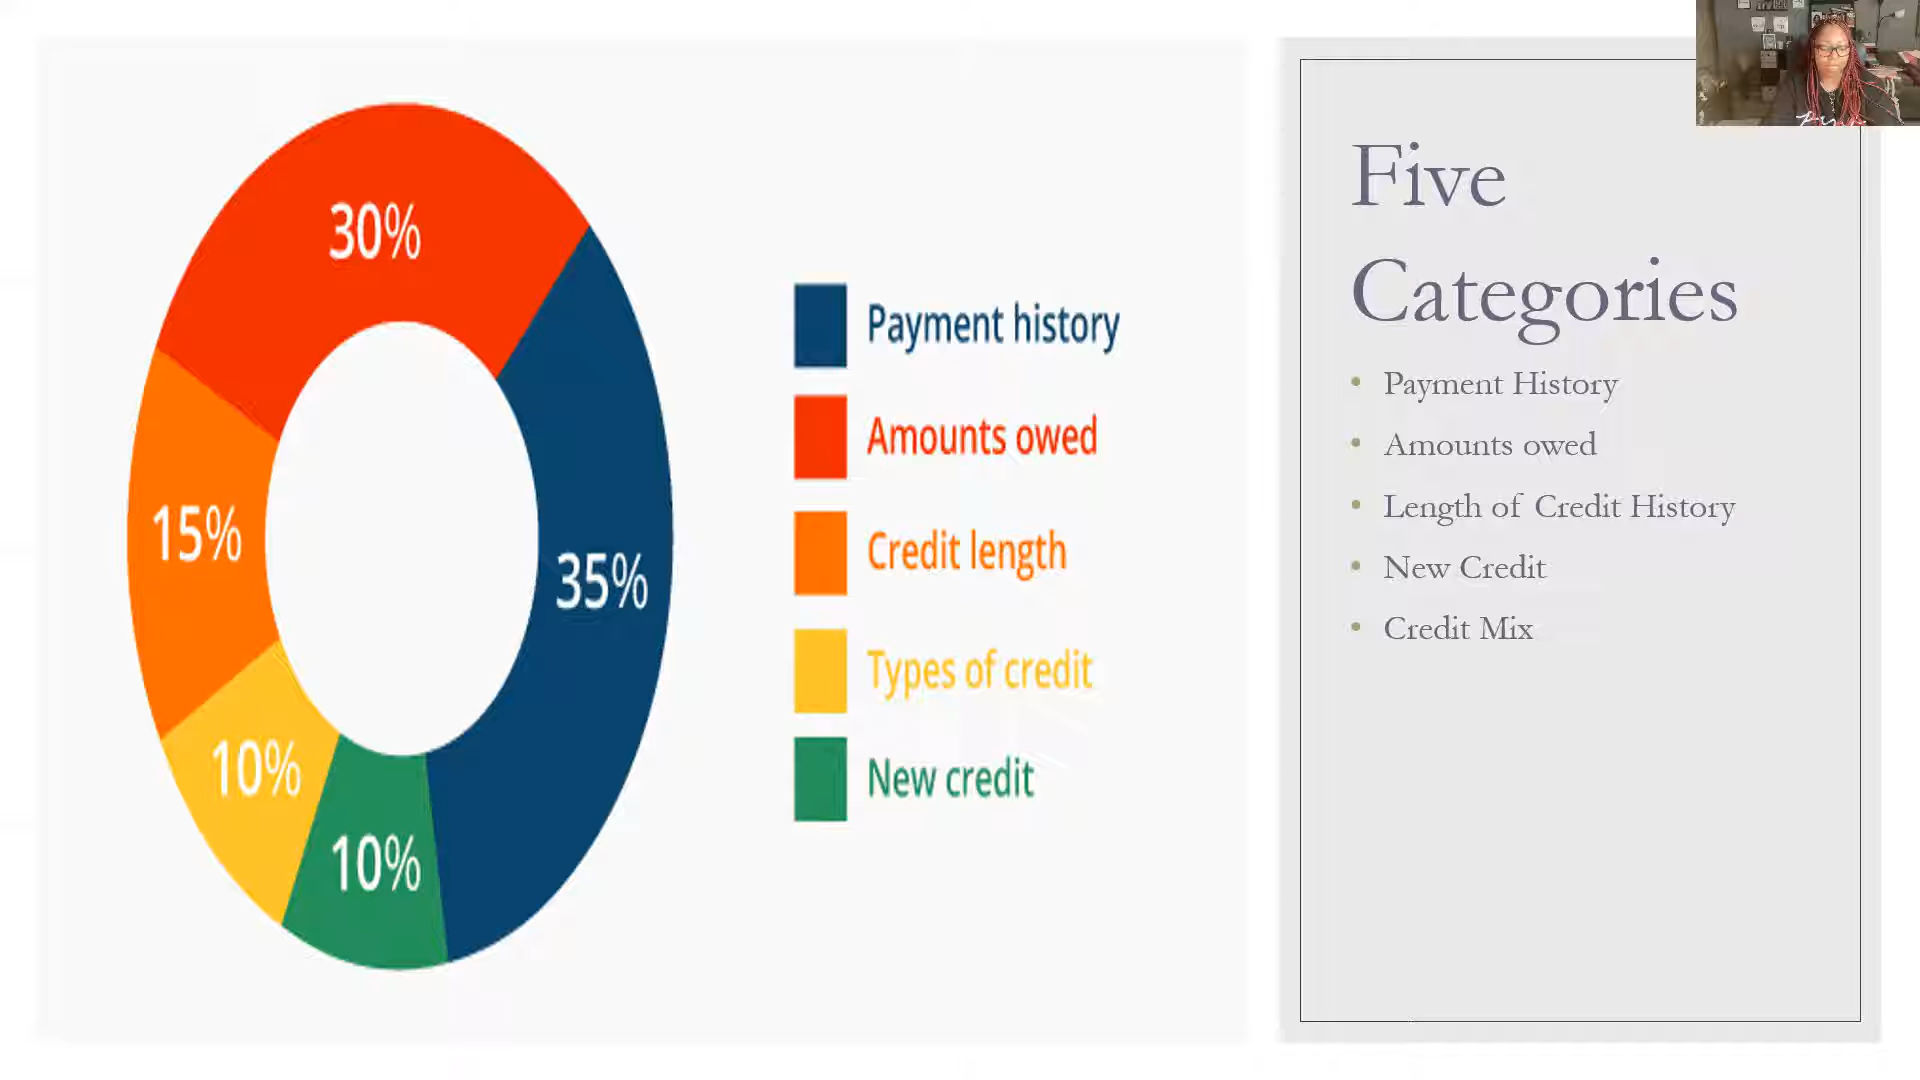 30%
15%
35%
10%
10%
Payment history
Amounts owed
Credit length
Types of credit
New credit
Five
Categories
• Payment History
• Amounts owed
• Length of Credit History
• New Credit
• Credit Mix